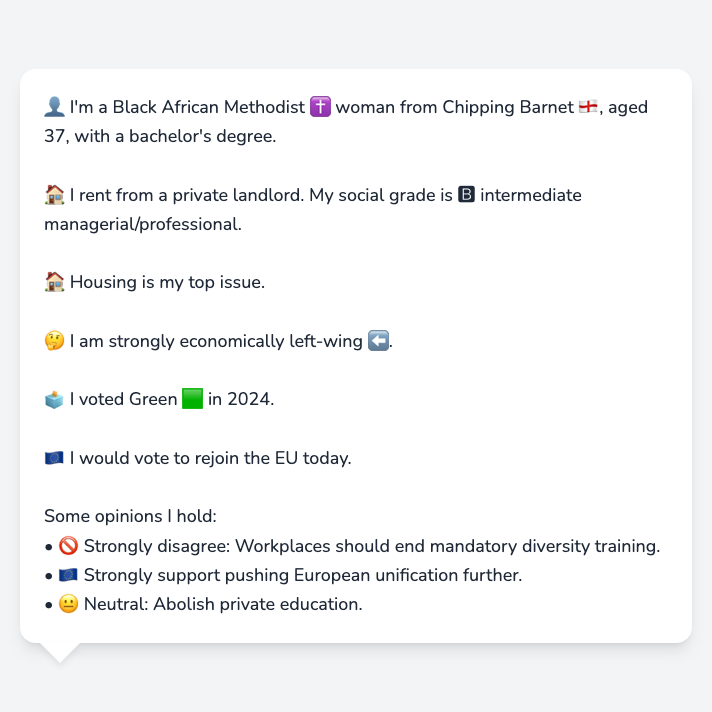 👤 I'm a Black African Methodist ✝️ woman from Chipping Barnet 🏴󠁧󠁢󠁥󠁮󠁧󠁿, aged
37, with a bachelor's degree.
🏠 I rent from a private landlord. My social grade is 🅱 intermediate
managerial/professional.
🏠 Housing is my top issue.
🤔 I am strongly economically left-wing ⬅️.
🗳️ I voted Green 🟩 in 2024.
🇪🇺 I would vote to rejoin the EU today.
Some opinions I hold:
• 🚫 Strongly disagree: Workplaces should end mandatory diversity training.
• 🇪🇺 Strongly support pushing European unification further.
• 😐 Neutral: Abolish private education.